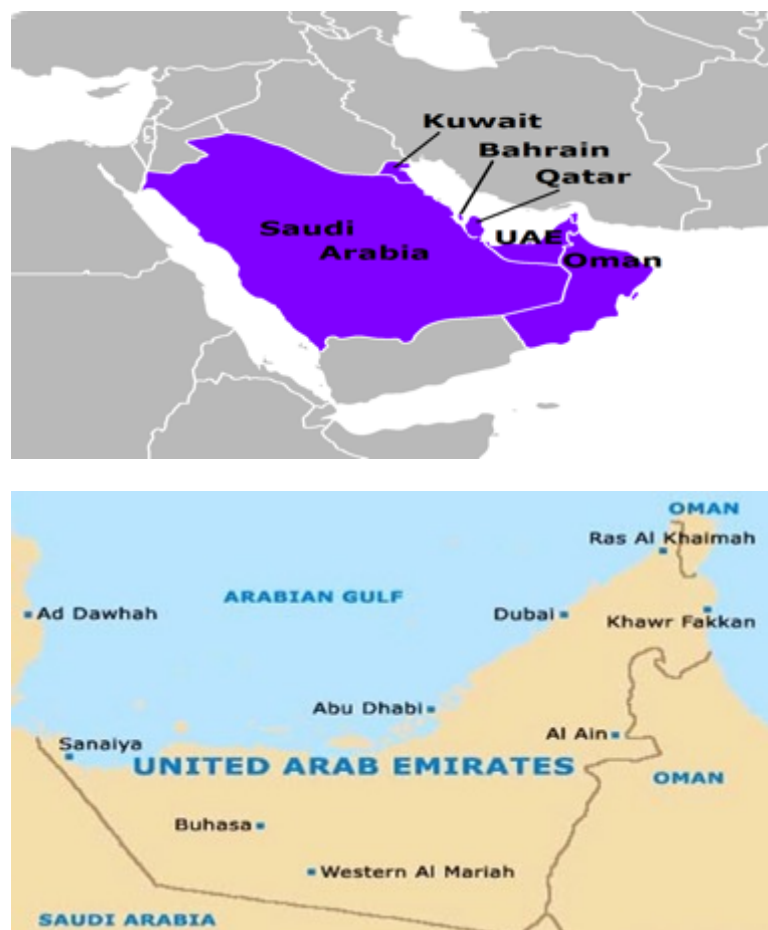 Kuwait
Bahrain
Qatar
Saudi
Arabia
UAE
Oman
OMAN
Ras Al Khaimah
ARABIAN GULF
Ad Dawhah
Dubai
Khawr Fakkan
Abu Dhabi
Al Ain
Sanaiya
UNITED ARAB EMIRATES
OMAN
Buhasa
Western Al Mariah
SAUDI ARABIA